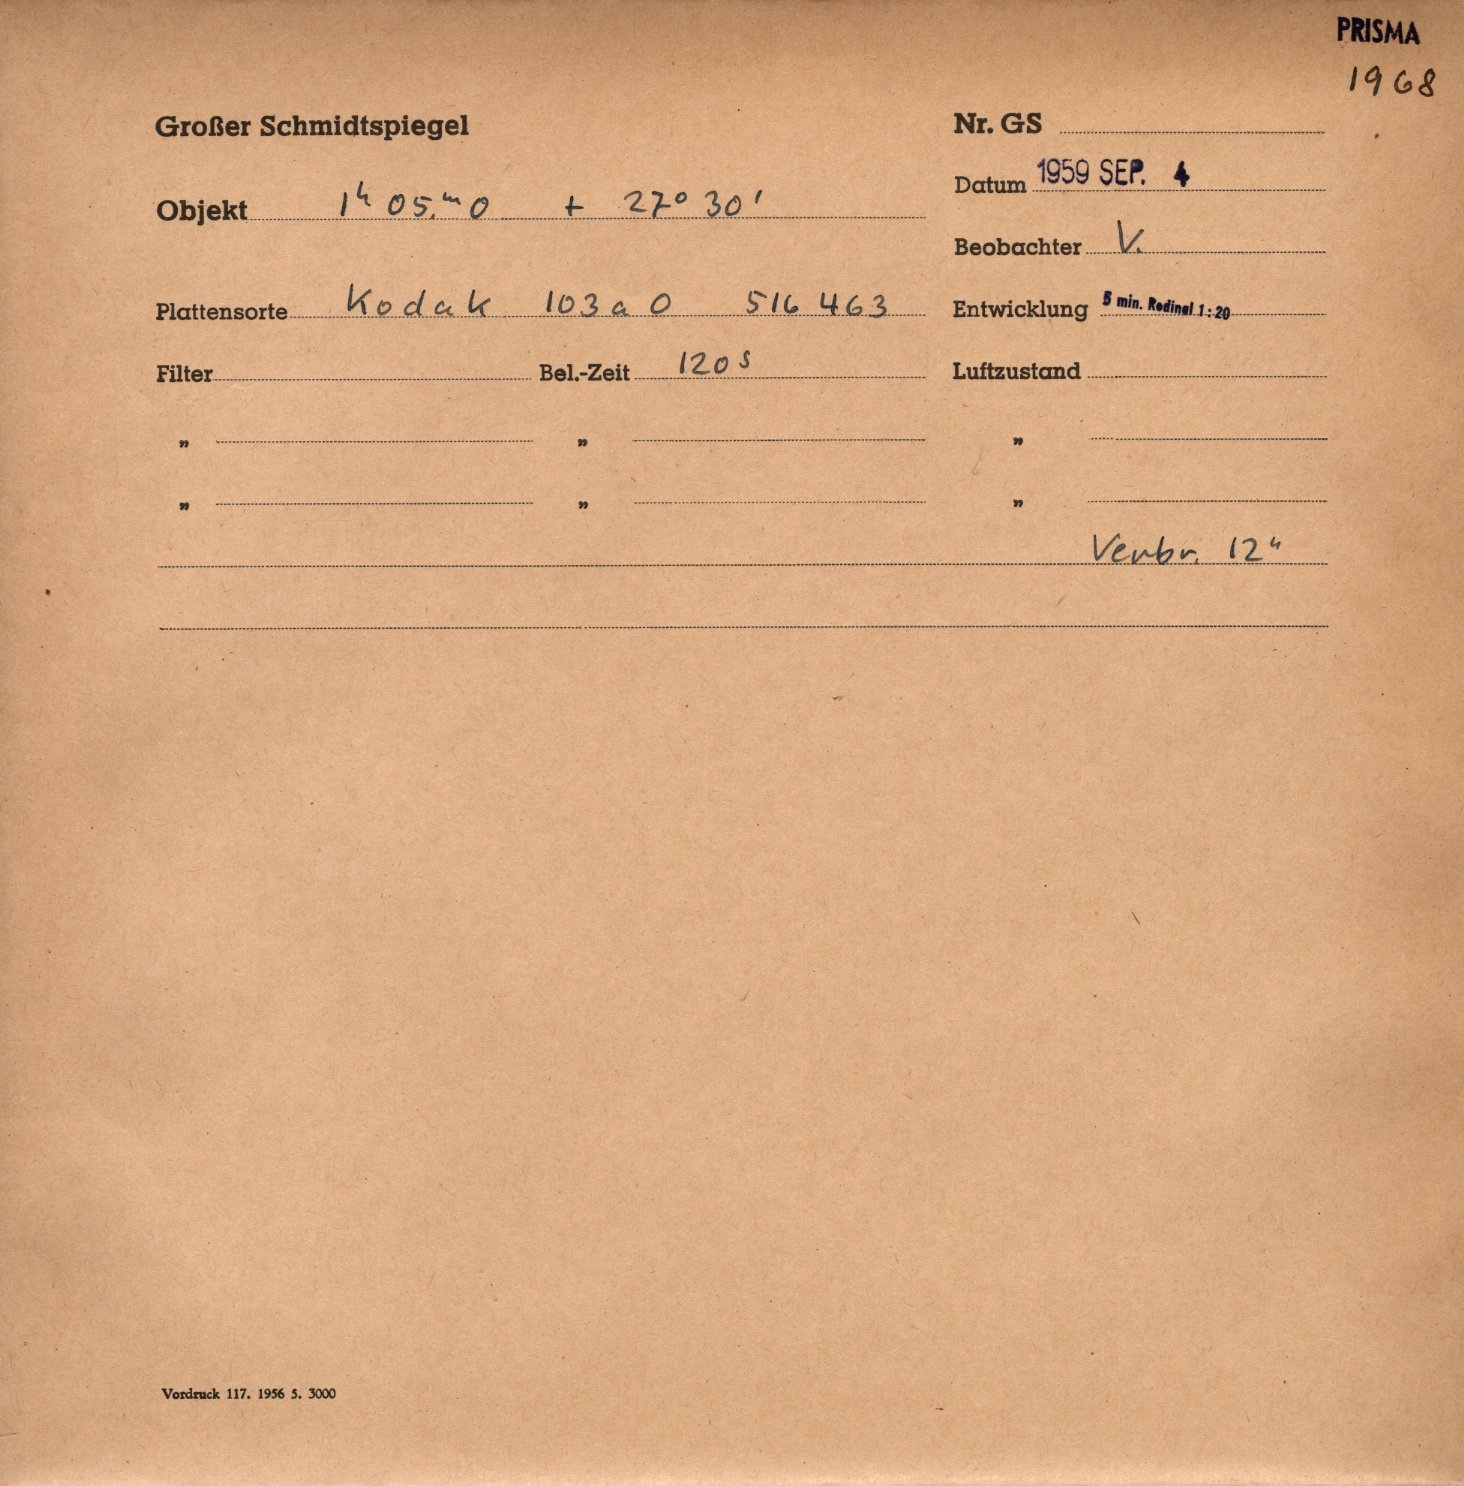 PRISMA
1968
Großer Schmidtspiegel
Nr. GS
Datum 1959 SEP. 4
Objekt 1ʰ 05.ᵐ0 + 27° 30'
Beobachter V.
Plattensorte Kodak 103a O 516 463
Entwicklung 5 min. Rodinal 1:20
Filter Bel.-Zeit 120ˢ Luftzustand
„ „ „
„ „ „
Verbr. 12"
Vordruck 117. 1956 5. 3000